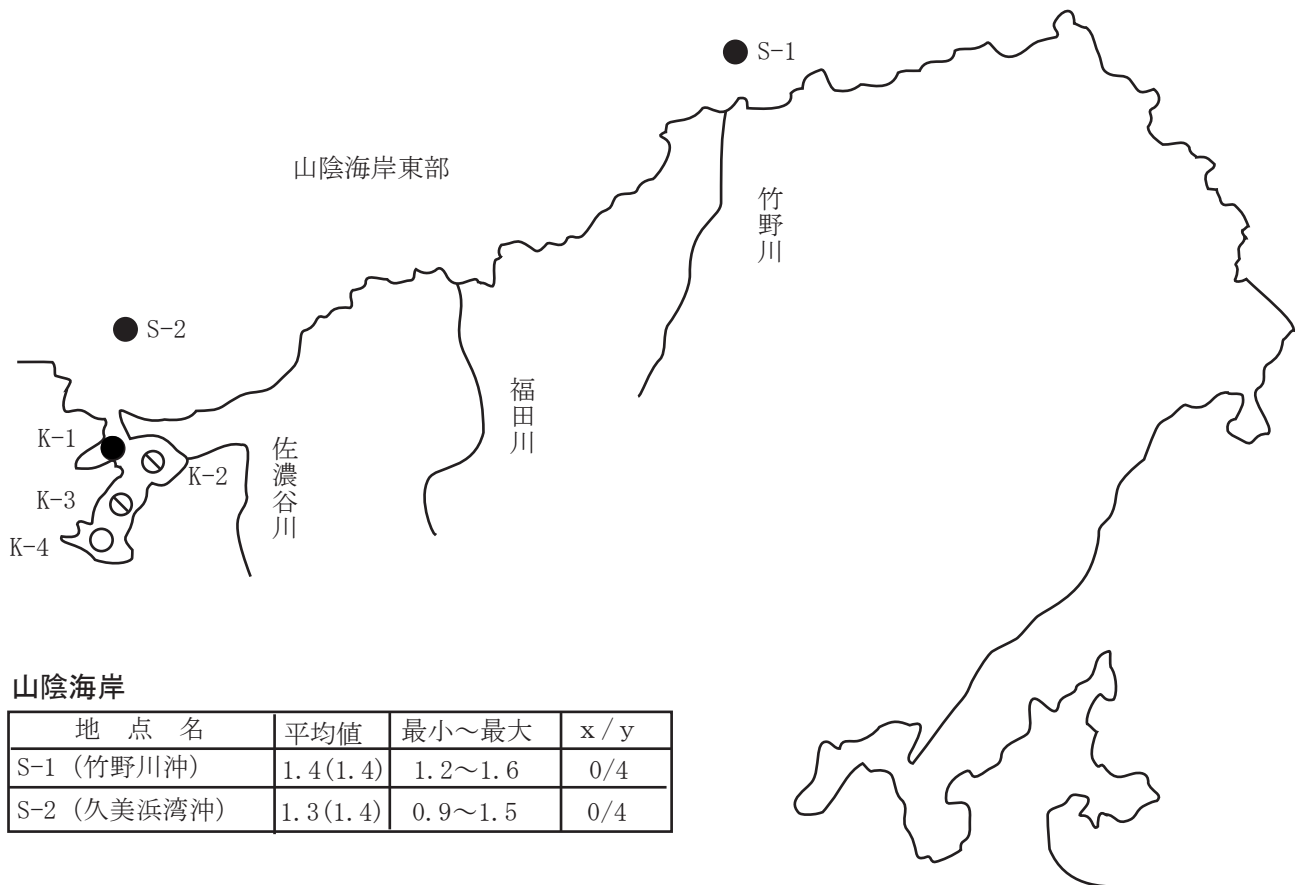 S-1
山陰海岸東部
竹野川
S-2
福田川
佐濃谷川
K-1
K-2
K-3
K-4
山陰海岸
地 点 名 平均値 最小～最大 x/y
S-1 (竹野川沖) 1.4(1.4) 1.2～1.6 0/4
S-2 (久美浜湾沖) 1.3(1.4) 0.9～1.5 0/4